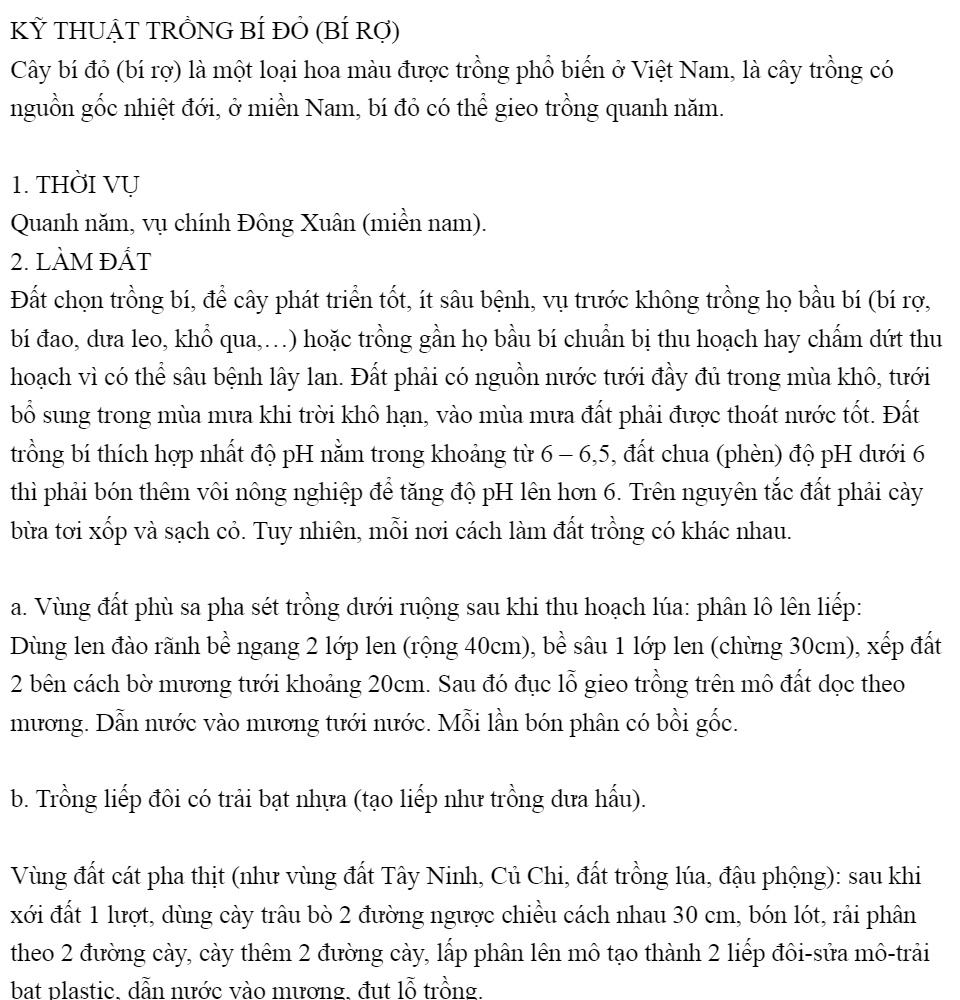 KỸ THUẬT TRỒNG BÍ ĐỎ (BÍ RỢ)
Cây bí đỏ (bí rợ) là một loại hoa màu được trồng phổ biến ở Việt Nam, là cây trồng có
nguồn gốc nhiệt đới, ở miền Nam, bí đỏ có thể gieo trồng quanh năm.
1. THỜI VỤ
Quanh năm, vụ chính Đông Xuân (miền nam).
2. LÀM ĐẤT
Đất chọn trồng bí, để cây phát triển tốt, ít sâu bệnh, vụ trước không trồng họ bầu bí (bí rợ,
bí đao, dưa leo, khổ qua,…) hoặc trồng gần họ bầu bí chuẩn bị thu hoạch hay chấm dứt thu
hoạch vì có thể sâu bệnh lây lan. Đất phải có nguồn nước tưới đầy đủ trong mùa khô, tưới
bổ sung trong mùa mưa khi trời khô hạn, vào mùa mưa đất phải được thoát nước tốt. Đất
trồng bí thích hợp nhất độ pH nằm trong khoảng từ 6 – 6,5, đất chua (phèn) độ pH dưới 6
thì phải bón thêm vôi nông nghiệp để tăng độ pH lên hơn 6. Trên nguyên tắc đất phải cày
bừa tơi xốp và sạch cỏ. Tuy nhiên, mỗi nơi cách làm đất trồng có khác nhau.
a. Vùng đất phù sa pha sét trồng dưới ruộng sau khi thu hoạch lúa: phân lô lên liếp:
Dùng len đào rãnh bề ngang 2 lớp len (rộng 40cm), bề sâu 1 lớp len (chừng 30cm), xếp đất
2 bên cách bờ mương tưới khoảng 20cm. Sau đó đục lỗ gieo trồng trên mô đất dọc theo
mương. Dẫn nước vào mương tưới nước. Mỗi lần bón phân có bồi gốc.
b. Trồng liếp đôi có trải bạt nhựa (tạo liếp như trồng dưa hấu).
Vùng đất cát pha thịt (như vùng đất Tây Ninh, Củ Chi, đất trồng lúa, đậu phộng): sau khi
xới đất 1 lượt, dùng cày trâu bò 2 đường ngược chiều cách nhau 30 cm, bón lót, rải phân
theo 2 đường cày, cày thêm 2 đường cày, lấp phân lên mô tạo thành 2 liếp đôi-sửa mô-trải
bạt plastic, dẫn nước vào mương, đụt lỗ trồng.